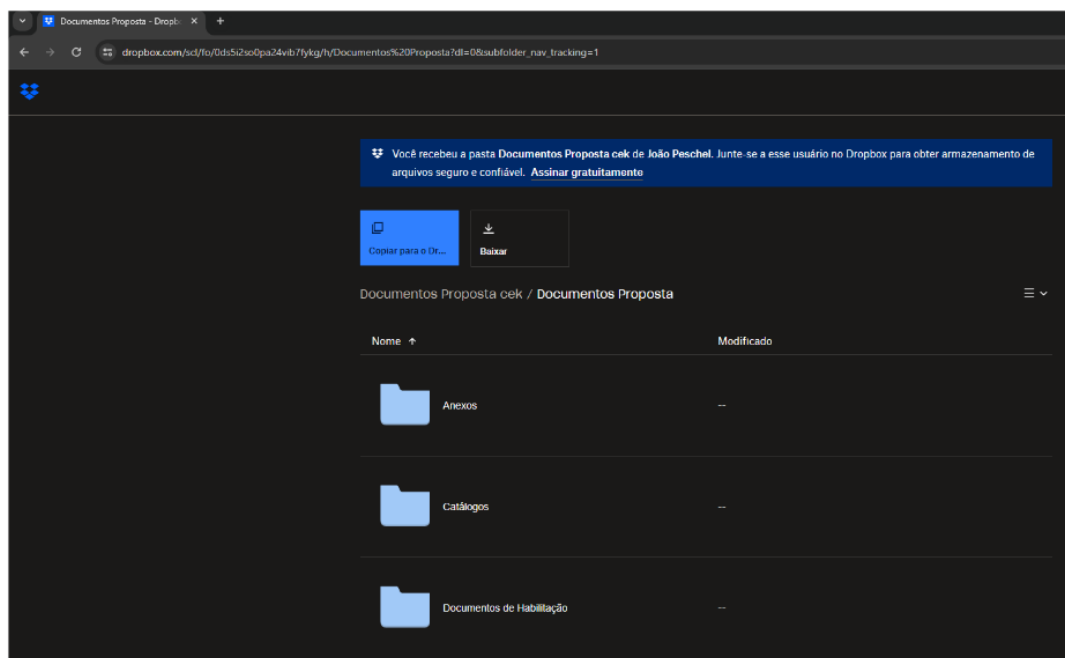 Documentos Proposta - Dropb
dropbox.com/scl/fo/0ds5i2so0pa24vib7fykg/h/Documentos%20Proposta?dl=0&subfolder_nav_tracking=1
Você recebeu a pasta Documentos Proposta cek de João Peschel. Junte-se a esse usuário no Dropbox para obter armazenamento de
arquivos seguro e confiável. Assinar gratuitamente
Copiar para o Dr... Baixar
Documentos Proposta cek / Documentos Proposta
Nome Modificado
Anexos --
Catálogos --
Documentos de Habilitação --